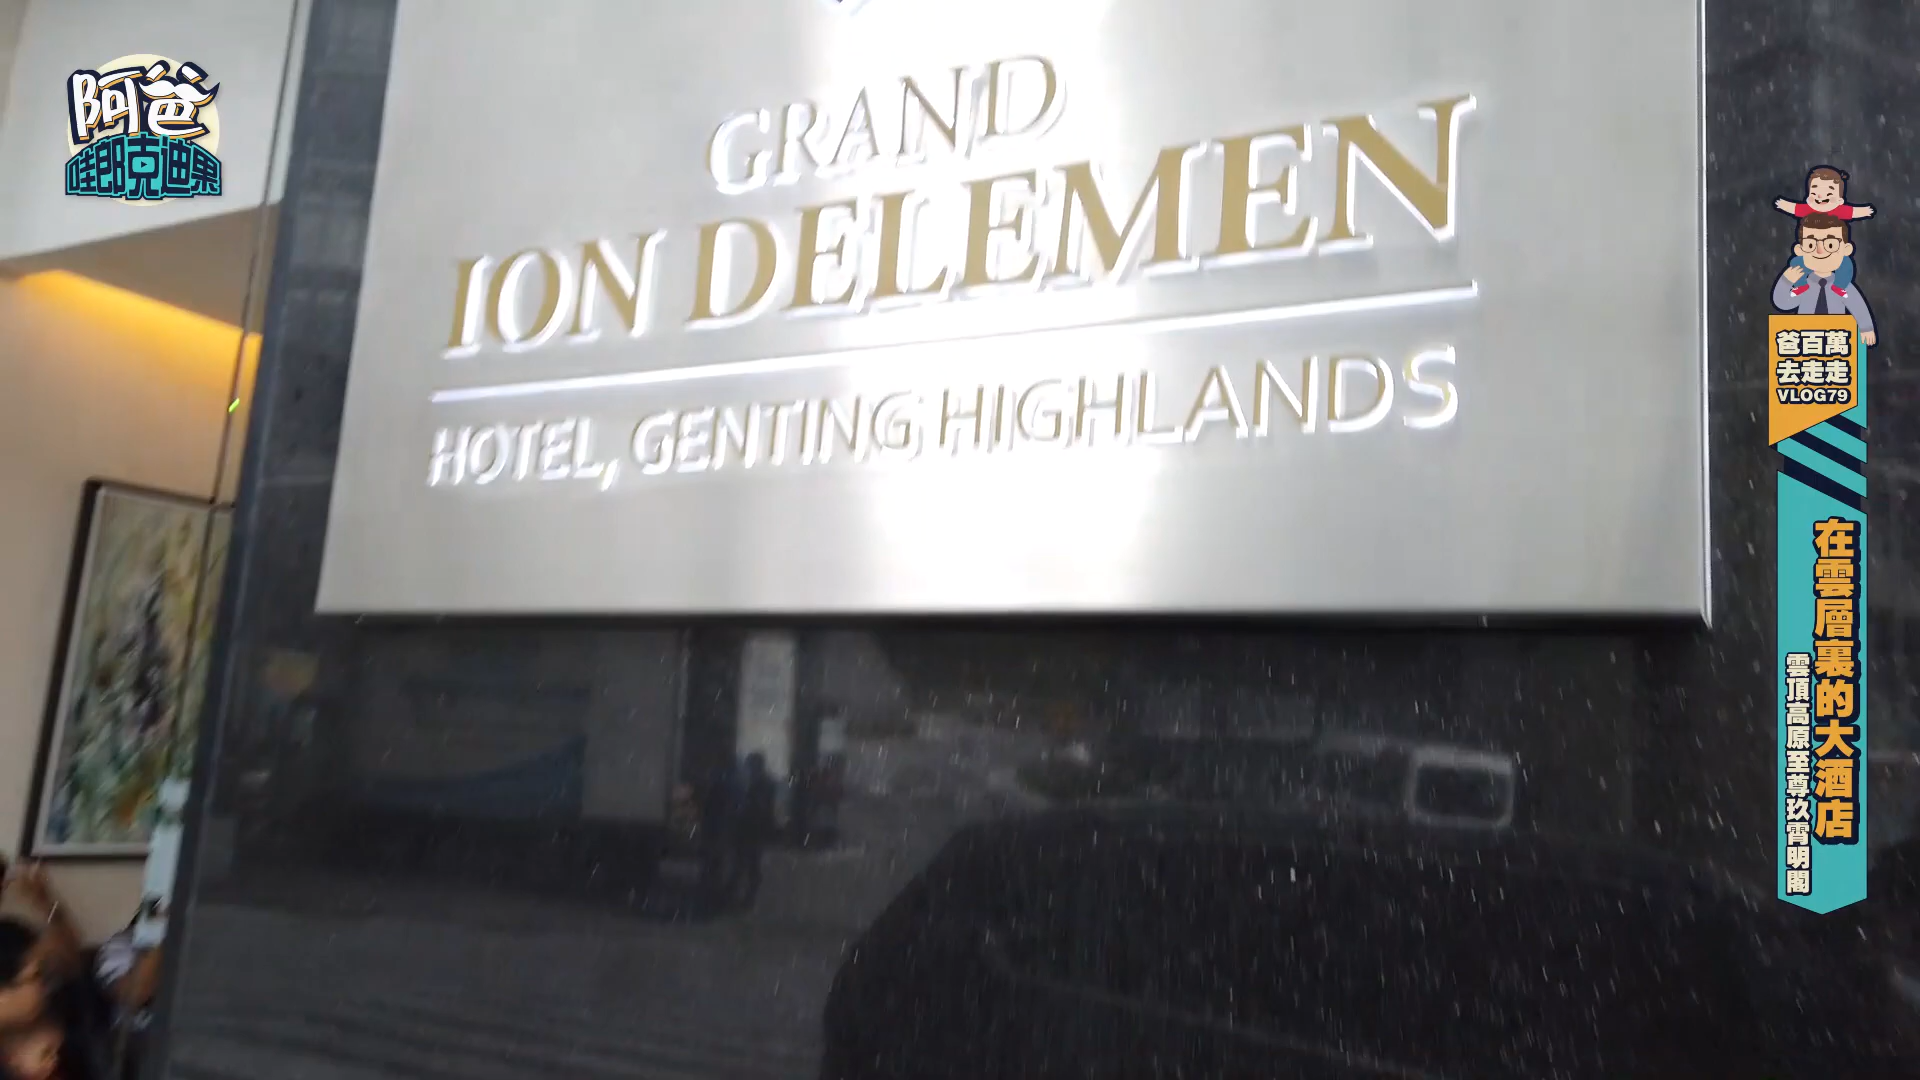 阿爸
哇郎克迪果
GRAND
ION DELEMEN
HOTEL, GENTING HIGHLANDS
爸百萬
去走走
VLOG79
在雲層裏的大酒店
雲頂高原至尊玖霄明閣